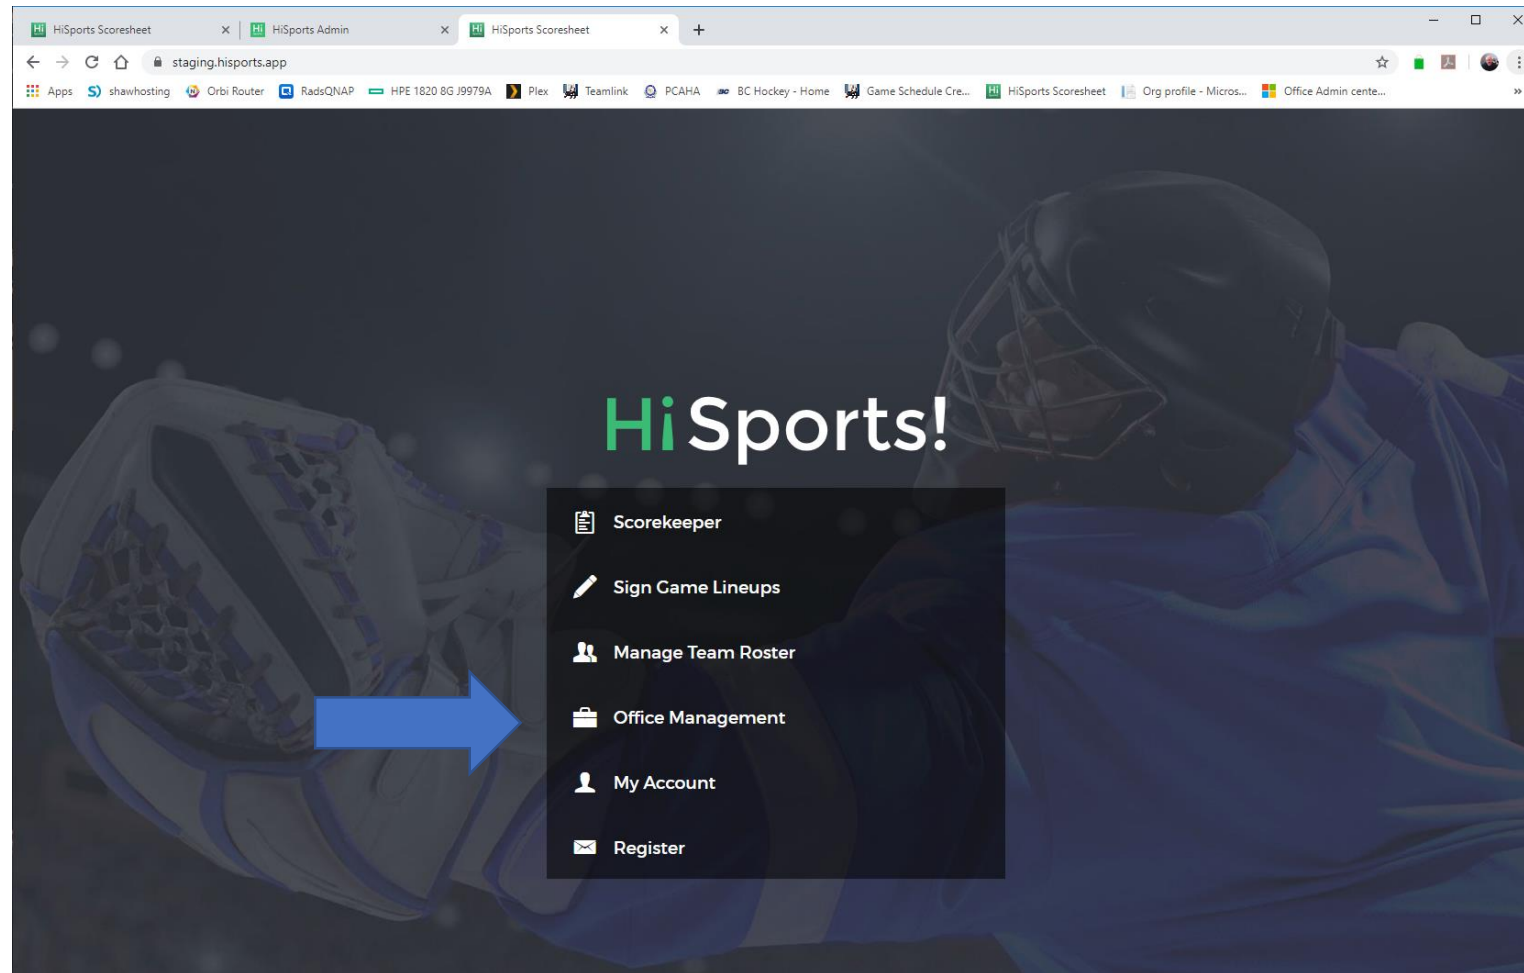 HiSports Scoresheet
HiSports Admin
HiSports Scoresheet
staging.hisports.app
Apps
S) shawhosting
Orbi Router
RadsQNAP
HPE 1820 8G J9979A
Plex
Teamlink
PCAHA
BC Hockey - Home
Game Schedule Cre...
HiSports Scoresheet
Org profile - Micros...
Office Admin cente...
»
HiSports!
Scorekeeper
Sign Game Lineups
Manage Team Roster
Office Management
My Account
Register